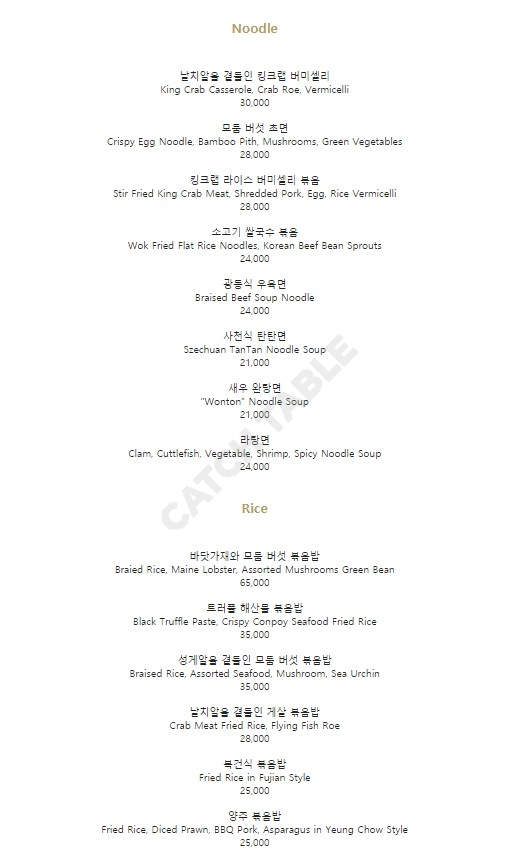 Noodle
날치알을 곁들인 킹크랩 버미셀리
King Crab Casserole, Crab Roe, Vermicelli
30,000
모둠 버섯 초면
Crispy Egg Noodle, Bamboo Pith, Mushrooms, Green Vegetables
28,000
킹크랩 라이스 버미셀리 볶음
Stir Fried King Crab Meat, Shredded Pork, Egg, Rice Vermicelli
28,000
소고기 쌀국수 볶음
Wok Fried Flat Rice Noodles, Korean Beef Bean Sprouts
24,000
광동식 우육면
Braised Beef Soup Noodle
24,000
사천식 탄탄면
Szechuan TanTan Noodle Soup
21,000
새우 완탕면
"Wonton" Noodle Soup
21,000
라탕면
Clam, Cuttlefish, Vegetable, Shrimp, Spicy Noodle Soup
24,000
CATCH TABLE
Rice
바닷가재와 모둠 버섯 볶음밥
Braied Rice, Maine Lobster, Assorted Mushrooms Green Bean
65,000
트러플 해산물 볶음밥
Black Truffle Paste, Crispy Conpoy Seafood Fried Rice
35,000
성게알을 곁들인 모둠 버섯 볶음밥
Braised Rice, Assorted Seafood, Mushroom, Sea Urchin
35,000
날치알을 곁들인 게살 볶음밥
Crab Meat Fried Rice, Flying Fish Roe
28,000
복건식 볶음밥
Fried Rice in Fujian Style
25,000
양주 볶음밥
Fried Rice, Diced Prawn, BBQ Pork, Asparagus in Yeung Chow Style
25,000